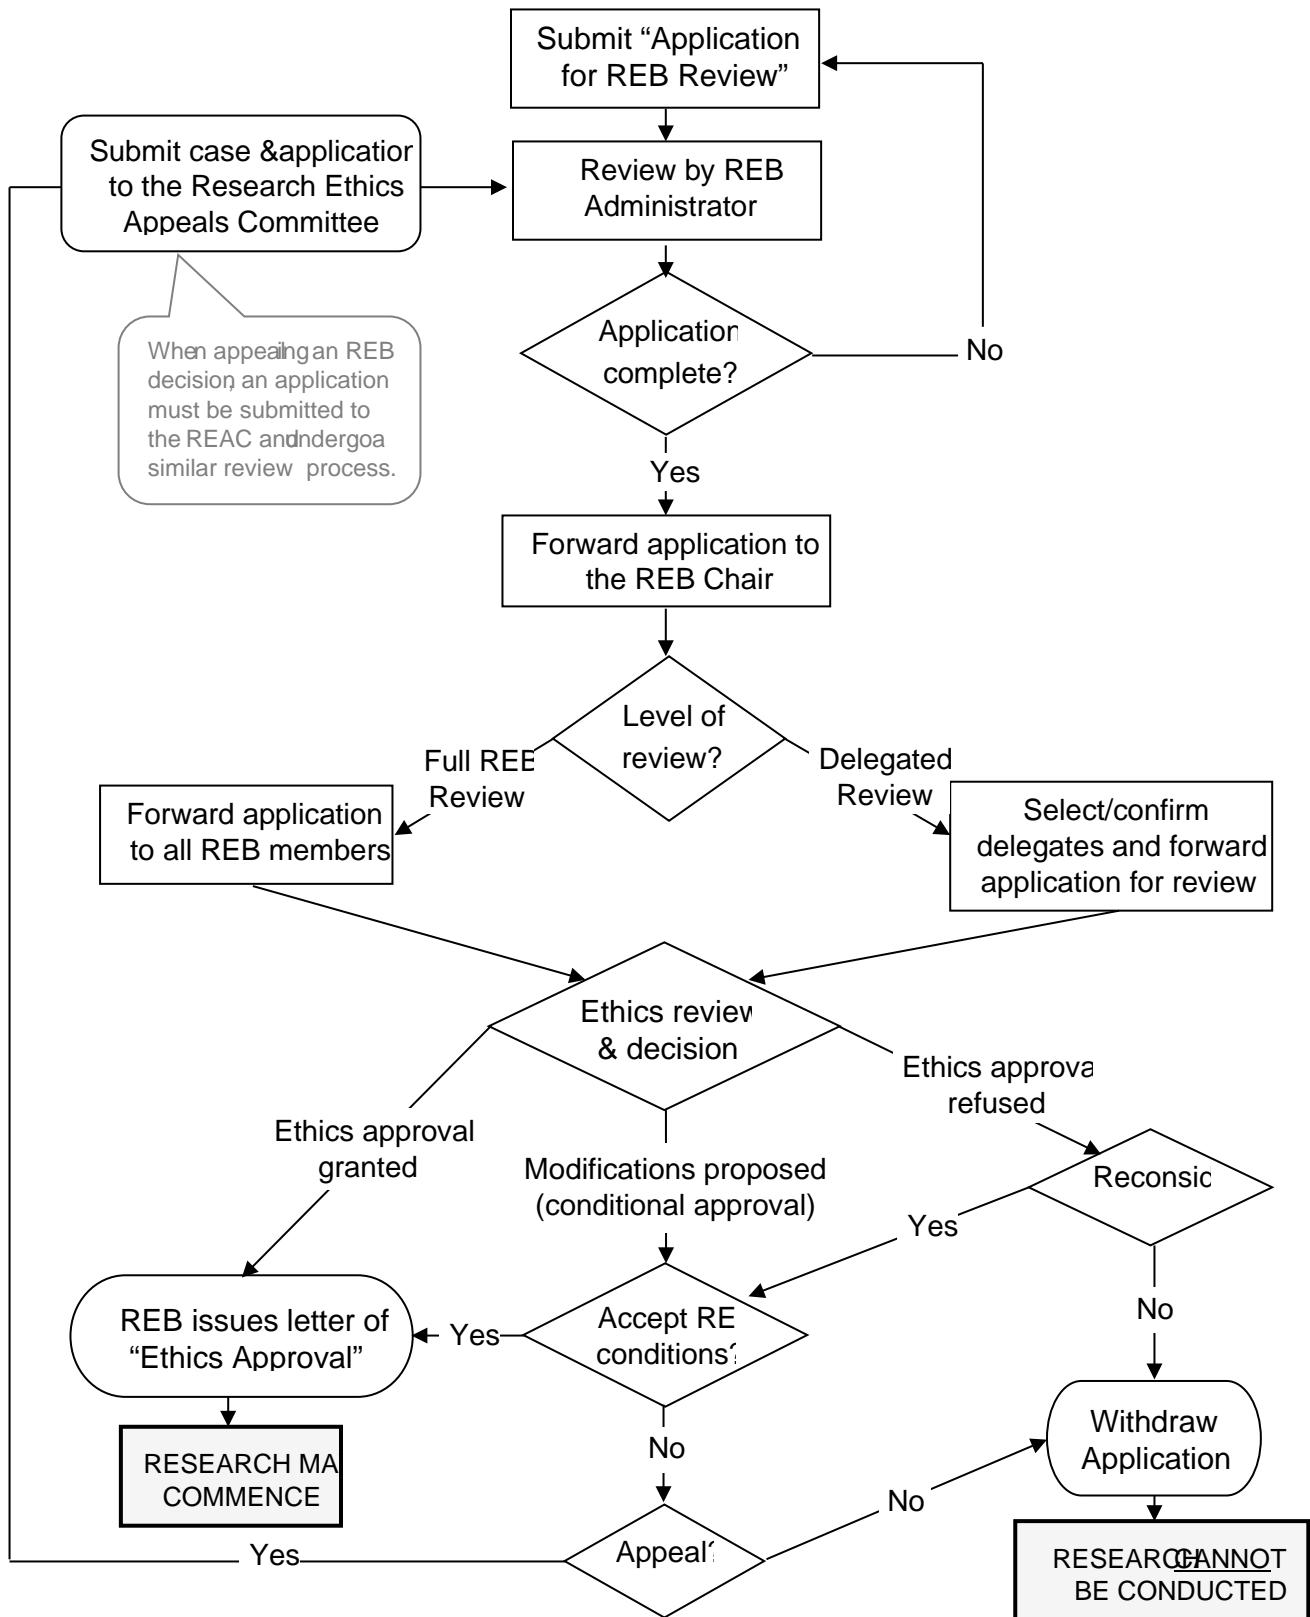 Submit “Application
for REB Review”
Submit case &application
to the Research Ethics
Appeals Committee
Review by REB
Administrator
When appealing an REB
decision, an application
must be submitted to
the REAC and undergo a
similar review process.
Application
complete?
No
Yes
Forward application to
the REB Chair
Level of
review?
Full REB
Review
Delegated
Review
Forward application
to all REB members
Select/confirm
delegates and forward
application for review
Ethics review
& decision
Ethics approva
refused
Ethics approval
granted
Modifications proposed
(conditional approval)
Reconsid
Yes
No
REB issues letter of
“Ethics Approval”
Yes
Accept RE
conditions?
Withdraw
Application
No
RESEARCH MA
COMMENCE
No
Appeal?
Yes
RESEARCH CANNOT
BE CONDUCTED